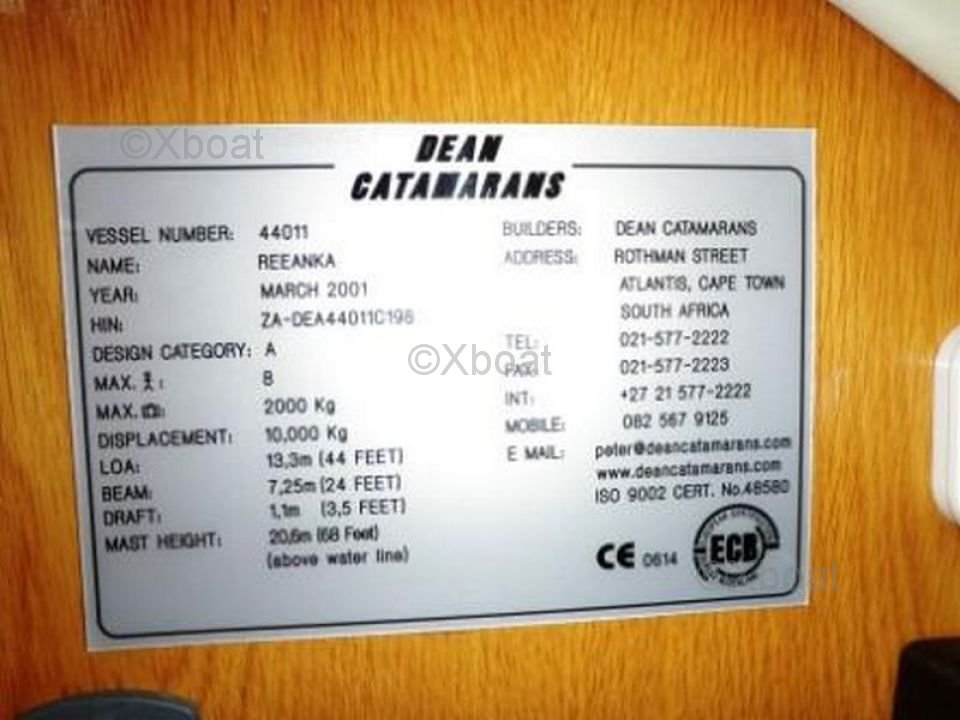 ©Xboat
DEAN
CATAMARANS
VESSEL NUMBER: 44011
NAME: REEANKA
YEAR: MARCH 2001
HIN: ZA-DEA44011C198
DESIGN CATEGORY: A
MAX. : 8
MAX. : 2000 Kg
DISPLACEMENT: 10,000 Kg
LOA: 13,3m (44 FEET)
BEAM: 7,25m (24 FEET)
DRAFT: 1,1m (3,5 FEET)
MAST HEIGHT: 20,6m (68 Feet)
(above water line)
BUILDERS: DEAN CATAMARANS
ADDRESS: ROTHMAN STREET
ATLANTIS, CAPE TOWN
SOUTH AFRICA
TEL: 021-577-2222
©Xboat
FAX: 021-577-2223
INT: +27 21 577-2222
MOBILE: 082 567 9125
E MAIL: peter@deancatamarans.com
www.deancatamarans.com
ISO 9002 CERT. No.48580
CE 0614
ECB